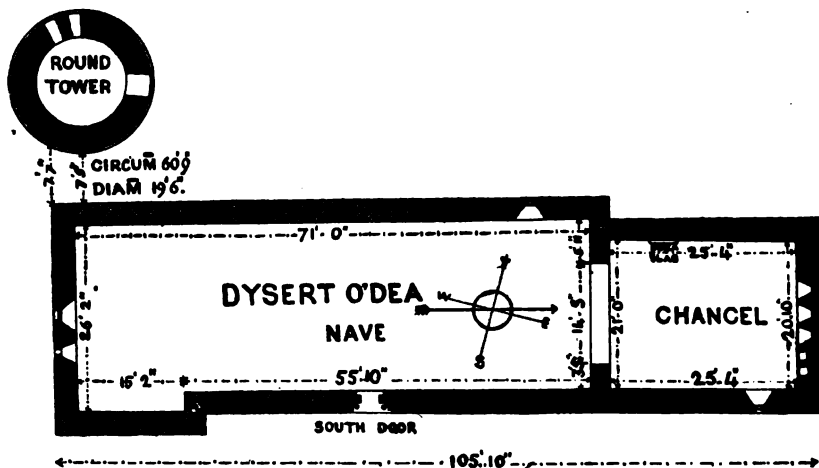 ROUND
TOWER
CIRCUM 60'9"
DIAM 19'6".
71'-0"
25'-4"
DYSERT O'DEA
NAVE
CHANCEL
26'2"
14'-5"
21'-0"
20'10"
N
S
15'2"
55'10"
25'-4"
SOUTH DOOR
105'.10"